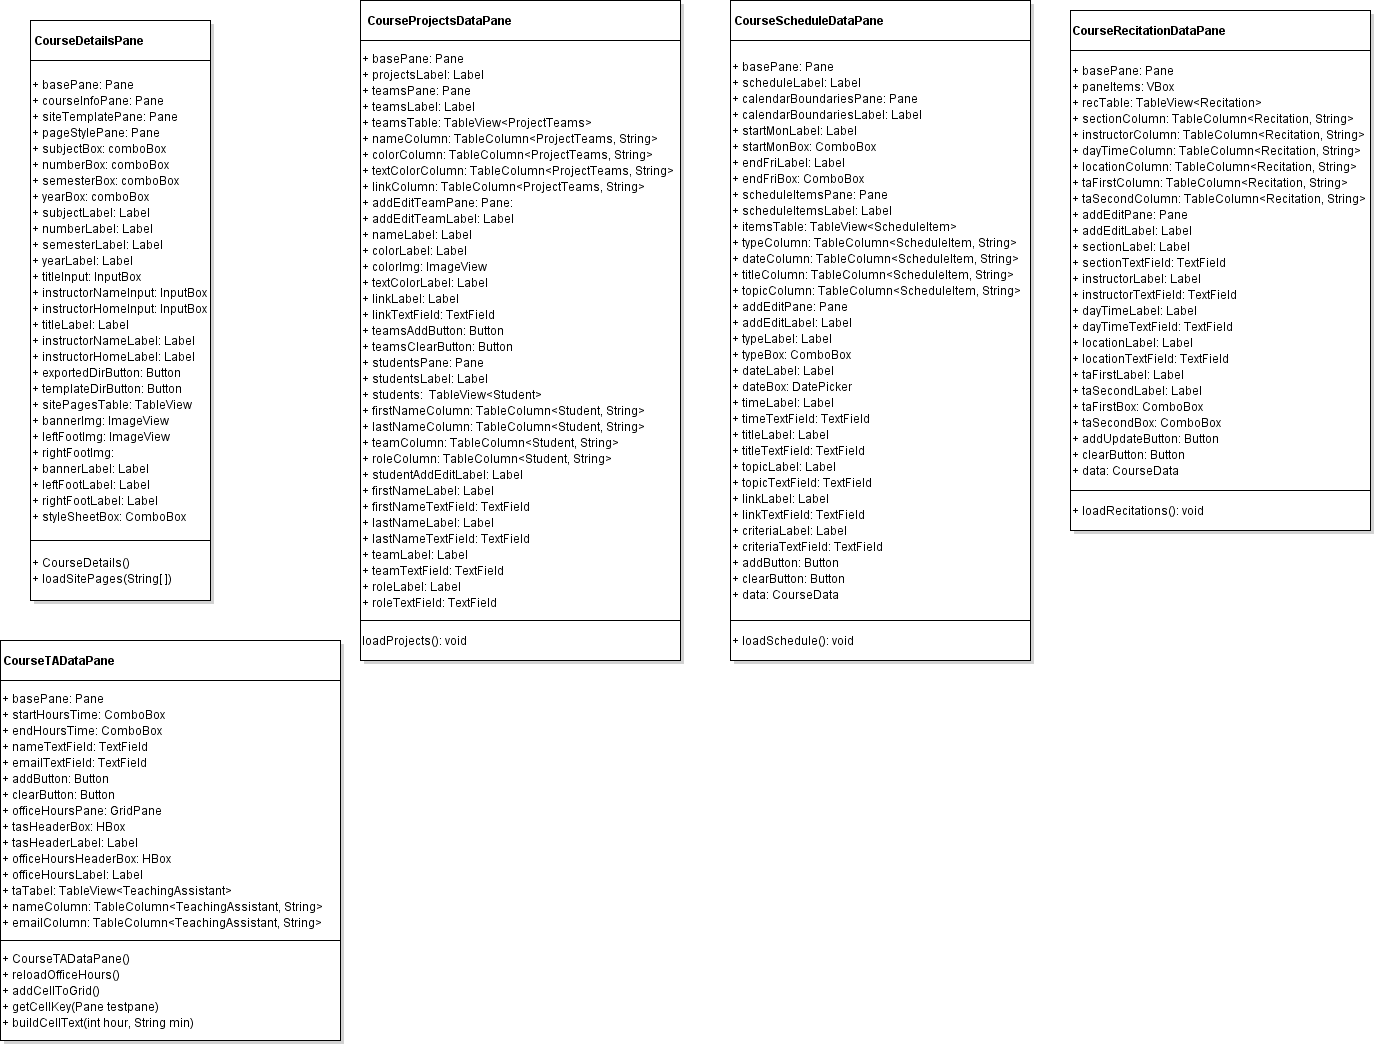 CourseDetailsPane
+ basePane: Pane
+ courseInfoPane: Pane
+ siteTemplatePane: Pane
+ pageStylePane: Pane
+ subjectBox: comboBox
+ numberBox: comboBox
+ semesterBox: comboBox
+ yearBox: comboBox
+ subjectLabel: Label
+ numberLabel: Label
+ semesterLabel: Label
+ yearLabel: Label
+ titleInput: InputBox
+ instructorNameInput: InputBox
+ instructorHomeInput: InputBox
+ titleLabel: Label
+ instructorNameLabel: Label
+ instructorHomeLabel: Label
+ exportedDirButton: Button
+ templateDirButton: Button
+ sitePagesTable: TableView
+ bannerImg: ImageView
+ leftFootImg: ImageView
+ rightFootImg:
+ bannerLabel: Label
+ leftFootLabel: Label
+ rightFootLabel: Label
+ styleSheetBox: ComboBox
+ CourseDetails()
+ loadSitePages(String[ ])
CourseProjectsDataPane
+ basePane: Pane
+ projectsLabel: Label
+ teamsPane: Pane
+ teamsLabel: Label
+ teamsTable: TableView<ProjectTeams>
+ nameColumn: TableColumn<ProjectTeams, String>
+ colorColumn: TableColumn<ProjectTeams, String>
+ textColorColumn: TableColumn<ProjectTeams, String>
+ linkColumn: TableColumn<ProjectTeams, String>
+ addEditTeamPane: Pane:
+ addEditTeamLabel: Label
+ nameLabel: Label
+ colorLabel: Label
+ colorImg: ImageView
+ textColorLabel: Label
+ linkLabel: Label
+ linkTextField: TextField
+ teamsAddButton: Button
+ teamsClearButton: Button
+ studentsPane: Pane
+ studentsLabel: Label
+ students:  TableView<Student>
+ firstNameColumn: TableColumn<Student, String>
+ lastNameColumn: TableColumn<Student, String>
+ teamColumn: TableColumn<Student, String>
+ roleColumn: TableColumn<Student, String>
+ studentAddEditLabel: Label
+ firstNameLabel: Label
+ firstNameTextField: TextField
+ lastNameLabel: Label
+ lastNameTextField: TextField
+ teamLabel: Label
+ teamTextField: TextField
+ roleLabel: Label
+ roleTextField: TextField
loadProjects(): void
CourseScheduleDataPane
+ basePane: Pane
+ scheduleLabel: Label
+ calendarBoundariesPane: Pane
+ calendarBoundariesLabel: Label
+ startMonLabel: Label
+ startMonBox: ComboBox
+ endFriLabel: Label
+ endFriBox: ComboBox
+ scheduleItemsPane: Pane
+ scheduleItemsLabel: Label
+ itemsTable: TableView<ScheduleItem>
+ typeColumn: TableColumn<ScheduleItem, String>
+ dateColumn: TableColumn<ScheduleItem, String>
+ titleColumn: TableColumn<ScheduleItem, String>
+ topicColumn: TableColumn<ScheduleItem, String>
+ addEditPane: Pane
+ addEditLabel: Label
+ typeLabel: Label
+ typeBox: ComboBox
+ dateLabel: Label
+ dateBox: DatePicker
+ timeLabel: Label
+ timeTextField: TextField
+ titleLabel: Label
+ titleTextField: TextField
+ topicLabel: Label
+ topicTextField: TextField
+ linkLabel: Label
+ linkTextField: TextField
+ criteriaLabel: Label
+ criteriaTextField: TextField
+ addButton: Button
+ clearButton: Button
+ data: CourseData
+ loadSchedule(): void
CourseRecitationDataPane
+ basePane: Pane
+ paneItems: VBox
+ recTable: TableView<Recitation>
+ sectionColumn: TableColumn<Recitation, String>
+ instructorColumn: TableColumn<Recitation, String>
+ dayTimeColumn: TableColumn<Recitation, String>
+ locationColumn: TableColumn<Recitation, String>
+ taFirstColumn: TableColumn<Recitation, String>
+ taSecondColumn: TableColumn<Recitation, String>
+ addEditPane: Pane
+ addEditLabel: Label
+ sectionLabel: Label
+ sectionTextField: TextField
+ instructorLabel: Label
+ instructorTextField: TextField
+ dayTimeLabel: Label
+ dayTimeTextField: TextField
+ locationLabel: Label
+ locationTextField: TextField
+ taFirstLabel: Label
+ taSecondLabel: Label
+ taFirstBox: ComboBox
+ taSecondBox: ComboBox
+ addUpdateButton: Button
+ clearButton: Button
+ data: CourseData
+ loadRecitations(): void
CourseTADataPane
+ basePane: Pane
+ startHoursTime: ComboBox
+ endHoursTime: ComboBox
+ nameTextField: TextField
+ emailTextField: TextField
+ addButton: Button
+ clearButton: Button
+ officeHoursPane: GridPane
+ tasHeaderBox: HBox
+ tasHeaderLabel: Label
+ officeHoursHeaderBox: HBox
+ officeHoursLabel: Label
+ taTabel: TableView<TeachingAssistant>
+ nameColumn: TableColumn<TeachingAssistant, String>
+ emailColumn: TableColumn<TeachingAssistant, String>
+ CourseTADataPane()
+ reloadOfficeHours()
+ addCellToGrid()
+ getCellKey(Pane testpane)
+ buildCellText(int hour, String min)